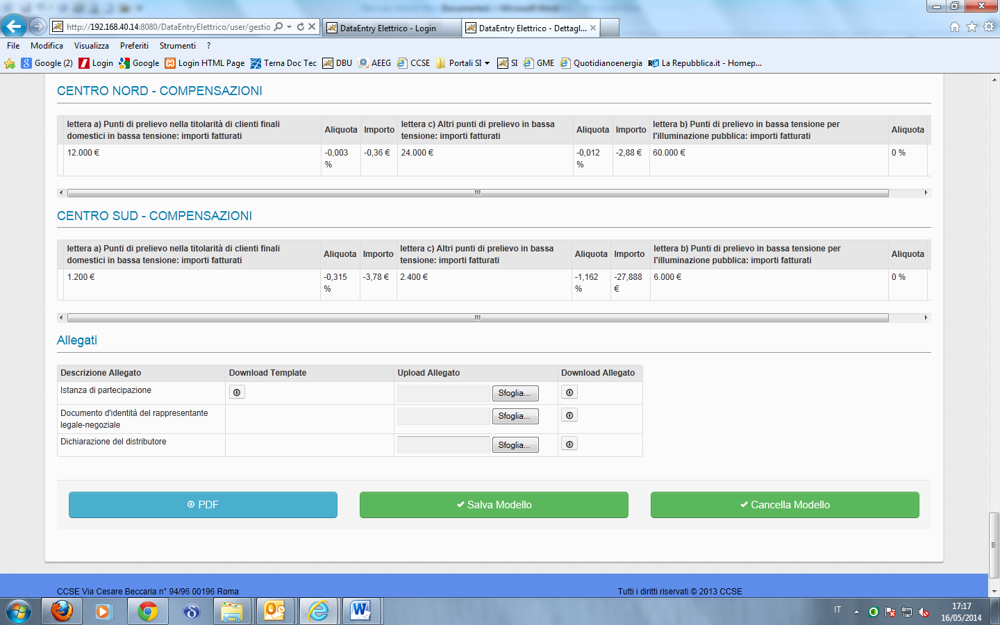 http://192.168.40.14:8080/DataEntryElettrico/user/gestio
DataEntry Elettrico - Login
DataEntry Elettrico - Dettagl...
File Modifica Visualizza Preferiti Strumenti ?
Google (2) Login Google Login HTML Page Terna Doc Tec DBU AEEG CCSE Portali SI SI GME Quotidianoenergia La Repubblica.it - Homep...
CENTRO NORD - COMPENSAZIONI
lettera a) Punti di prelievo nella titolarità di clienti finali
domestici in bassa tensione: importi fatturati
Aliquota
Importo
lettera c) Altri punti di prelievo in bassa
tensione: importi fatturati
Aliquota
Importo
lettera b) Punti di prelievo in bassa tensione per
l'illuminazione pubblica: importi fatturati
Aliquota
12.000 €
-0,003
%
-0,36 €
24.000 €
-0,012
%
-2,88 €
60.000 €
0 %
CENTRO SUD - COMPENSAZIONI
lettera a) Punti di prelievo nella titolarità di clienti finali
domestici in bassa tensione: importi fatturati
Aliquota
Importo
lettera c) Altri punti di prelievo in bassa
tensione: importi fatturati
Aliquota
Importo
lettera b) Punti di prelievo in bassa tensione per
l'illuminazione pubblica: importi fatturati
Aliquota
1.200 €
-0,315
%
-3,78 €
2.400 €
-1,162
%
-27,888
€
6.000 €
0 %
Allegati
Descrizione Allegato
Download Template
Upload Allegato
Download Allegato
Istanza di partecipazione
Sfoglia...
Documento d'identità del rappresentante
legale-negoziale
Sfoglia...
Dichiarazione del distributore
Sfoglia...
PDF
Salva Modello
Cancella Modello
CCSE Via Cesare Beccaria n° 94/96 00196 Roma
Tutti i diritti riservati © 2013 CCSE
IT
17:17
16/05/2014